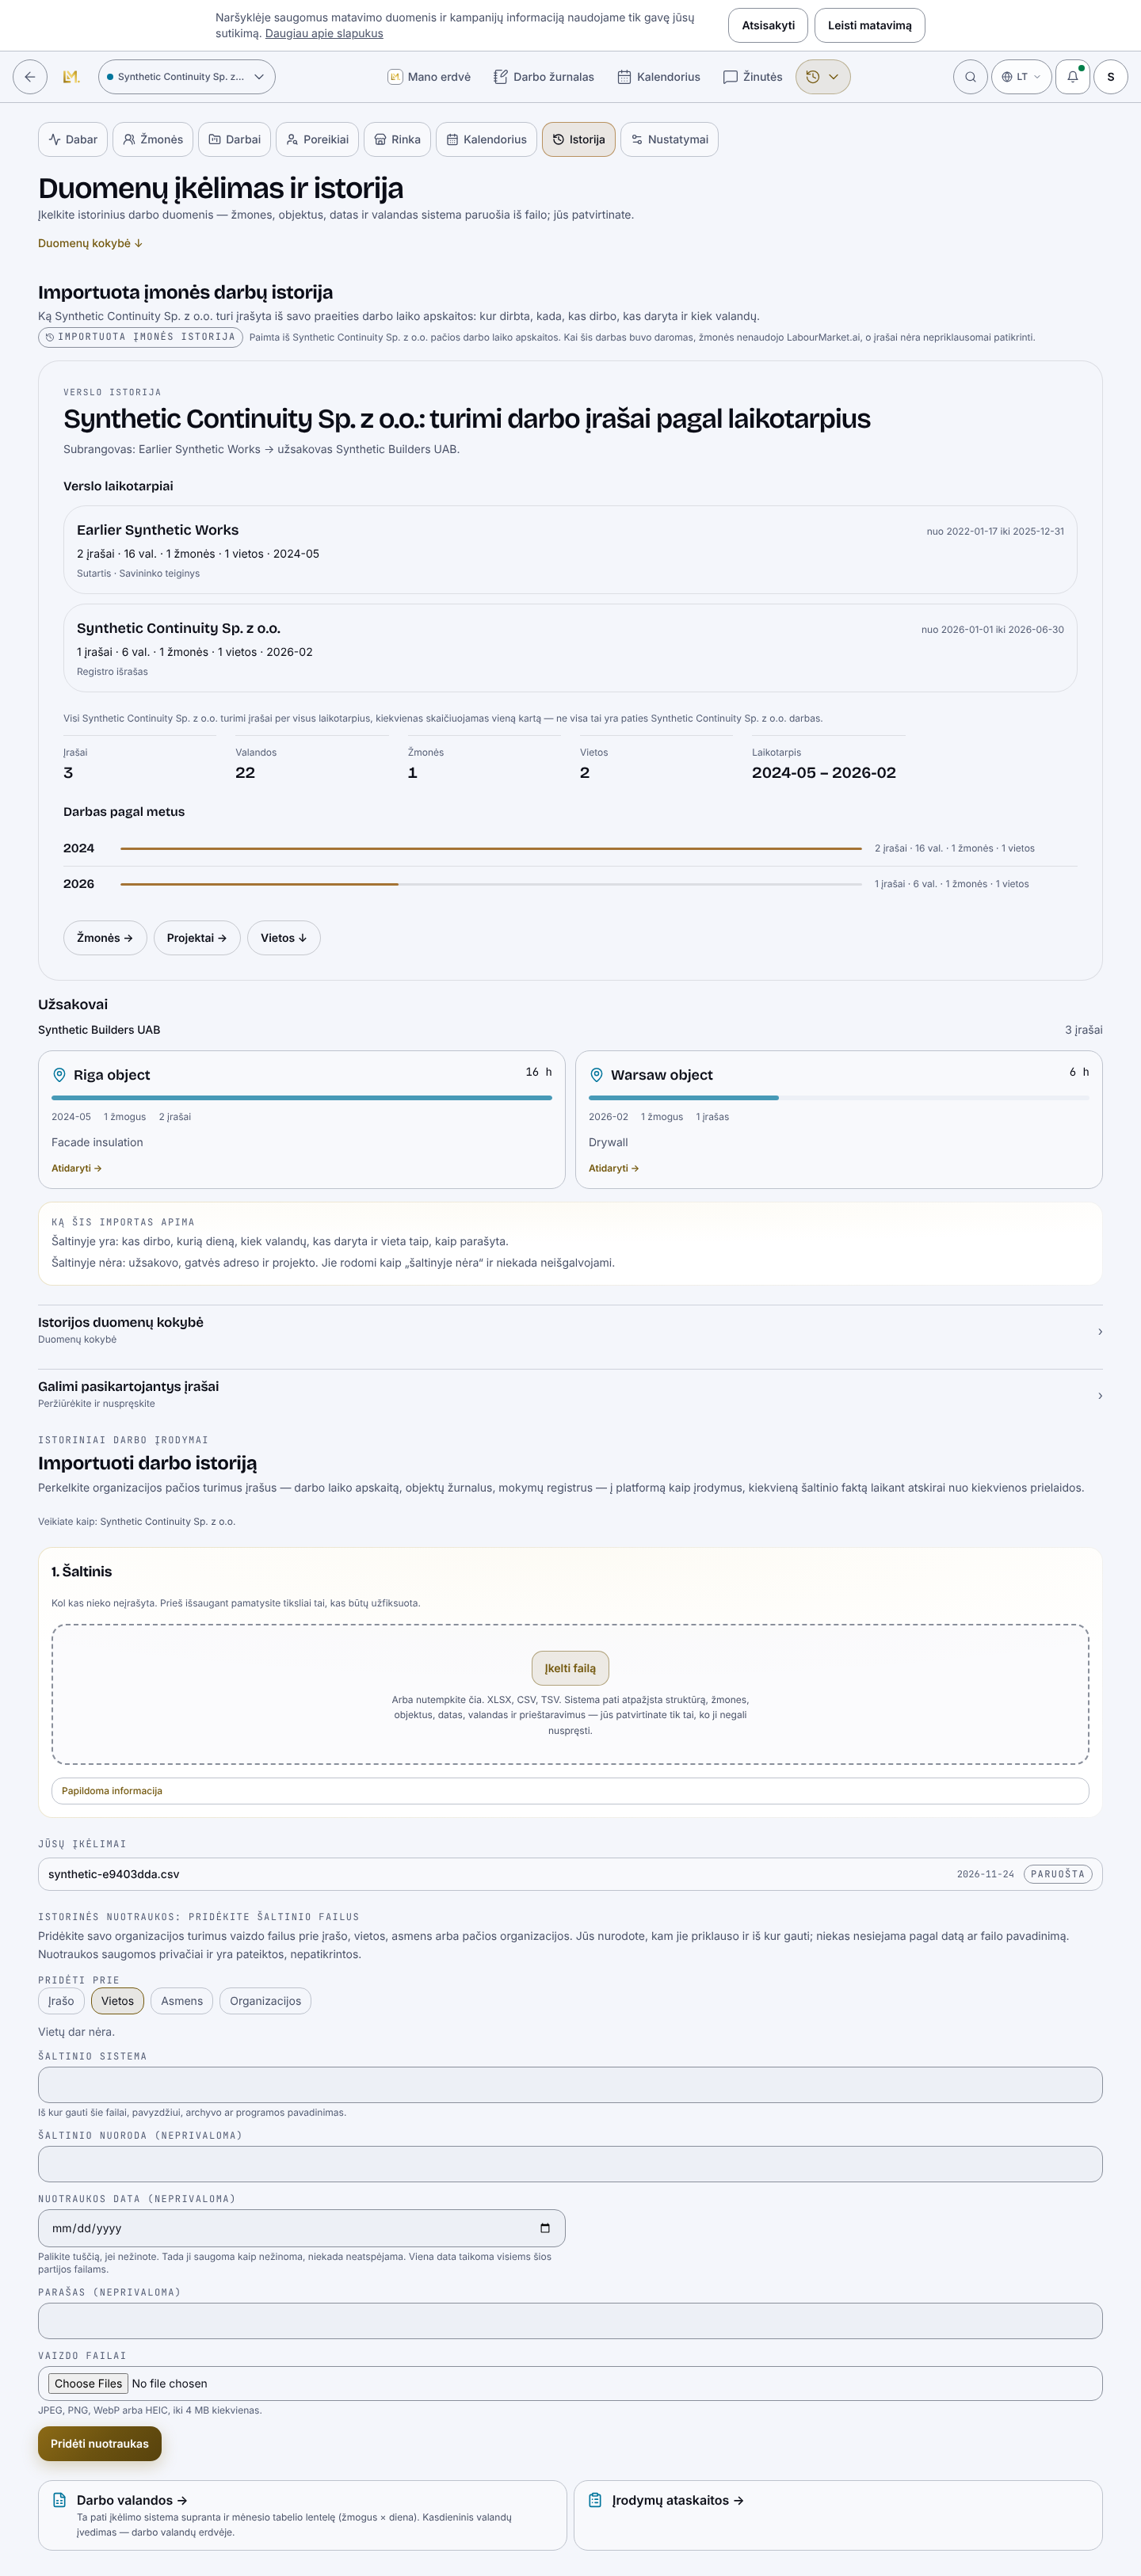 Naršyklėje saugomus matavimo duomenis ir kampanijų informaciją naudojame tik gavę jūsų
sutikimą. Daugiau apie slapukus
Atsisakyti
Leisti matavimą
LM.
Synthetic Continuity Sp. z...
LM
Mano erdvė
Darbo žurnalas
Kalendorius
Žinutės
LT
S
Dabar
Žmonės
Darbai
Poreikiai
Rinka
Kalendorius
Istorija
Nustatymai
Duomenų įkėlimas ir istorija
Įkelkite istorinius darbo duomenis — žmones, objektus, datas ir valandas sistema paruošia iš failo; jūs patvirtinate.
Duomenų kokybė ↓
Importuota įmonės darbų istorija
Ką Synthetic Continuity Sp. z o.o. turi įrašyta iš savo praeities darbo laiko apskaitos: kur dirbta, kada, kas dirbo, kas daryta ir kiek valandų.
IMPORTUOTA ĮMONĖS ISTORIJA
Paimta iš Synthetic Continuity Sp. z o.o. pačios darbo laiko apskaitos. Kai šis darbas buvo daromas, žmonės nenaudojo LabourMarket.ai, o įrašai nėra nepriklausomai patikrinti.
VERSLO ISTORIJA
Synthetic Continuity Sp. z o.o.: turimi darbo įrašai pagal laikotarpius
Subrangovas: Earlier Synthetic Works → užsakovas Synthetic Builders UAB.
Verslo laikotarpiai
Earlier Synthetic Works
nuo 2022-01-17 iki 2025-12-31
2 įrašai · 16 val. · 1 žmonės · 1 vietos · 2024-05
Sutartis · Savininko teiginys
Synthetic Continuity Sp. z o.o.
nuo 2026-01-01 iki 2026-06-30
1 įrašai · 6 val. · 1 žmonės · 1 vietos · 2026-02
Registro išrašas
Visi Synthetic Continuity Sp. z o.o. turimi įrašai per visus laikotarpius, kiekvienas skaičiuojamas vieną kartą — ne visa tai yra paties Synthetic Continuity Sp. z o.o. darbas.
Įrašai
3
Valandos
22
Žmonės
1
Vietos
2
Laikotarpis
2024-05 – 2026-02
Darbas pagal metus
2024
2 įrašai · 16 val. · 1 žmonės · 1 vietos
2026
1 įrašai · 6 val. · 1 žmonės · 1 vietos
Žmonės →
Projektai →
Vietos ↓
Užsakovai
Synthetic Builders UAB
3 įrašai
Riga object
16 h
2024-05 1 žmogus 2 įrašai
Facade insulation
Atidaryti →
Warsaw object
6 h
2026-02 1 žmogus 1 įrašas
Drywall
Atidaryti →
KĄ ŠIS IMPORTAS APIMA
Šaltinyje yra: kas dirbo, kurią dieną, kiek valandų, kas daryta ir vieta taip, kaip parašyta.
Šaltinyje nėra: užsakovo, gatvės adreso ir projekto. Jie rodomi kaip „šaltinyje nėra“ ir niekada neišgalvojami.
Istorijos duomenų kokybė
Duomenų kokybė
›
Galimi pasikartojantys įrašai
Peržiūrėkite ir nuspręskite
›
ISTORINIAI DARBO ĮRODYMAI
Importuoti darbo istoriją
Perkelkite organizacijos pačios turimus įrašus — darbo laiko apskaitą, objektų žurnalus, mokymų registrus — į platformą kaip įrodymus, kiekvieną šaltinio faktą laikant atskirai nuo kiekvienos prielaidos.
Veikiate kaip: Synthetic Continuity Sp. z o.o.
1. Šaltinis
Kol kas nieko neįrašyta. Prieš išsaugant pamatysite tiksliai tai, kas būtų užfiksuota.
Įkelti failą
Arba nutempkite čia. XLSX, CSV, TSV. Sistema pati atpažįsta struktūrą, žmones,
objektus, datas, valandas ir prieštaravimus — jūs patvirtinate tik tai, ko ji negali
nuspręsti.
Papildoma informacija
JŪSŲ ĮKĖLIMAI
synthetic-e9403dda.csv
2026-11-24
PARUOŠTA
ISTORINĖS NUOTRAUKOS: PRIDĖKITE ŠALTINIO FAILUS
Pridėkite savo organizacijos turimus vaizdo failus prie įrašo, vietos, asmens arba pačios organizacijos. Jūs nurodote, kam jie priklauso ir iš kur gauti; niekas nesiejama pagal datą ar failo pavadinimą.
Nuotraukos saugomos privačiai ir yra pateiktos, nepatikrintos.
PRIDĖTI PRIE
Įrašo
Vietos
Asmens
Organizacijos
Vietų dar nėra.
ŠALTINIO SISTEMA
Iš kur gauti šie failai, pavyzdžiui, archyvo ar programos pavadinimas.
ŠALTINIO NUORODA (NEPRIVALOMA)
NUOTRAUKOS DATA (NEPRIVALOMA)
mm/dd/yyyy
Palikite tuščią, jei nežinote. Tada ji saugoma kaip nežinoma, niekada neatspėjama. Viena data taikoma visiems šios
partijos failams.
PARAŠAS (NEPRIVALOMA)
VAIZDO FAILAI
Choose Files No file chosen
JPEG, PNG, WebP arba HEIC, iki 4 MB kiekvienas.
Pridėti nuotraukas
Darbo valandos →
Ta pati įkėlimo sistema supranta ir mėnesio tabelio lentelę (žmogus × diena). Kasdieninis valandų
įvedimas — darbo valandų erdvėje.
Įrodymų ataskaitos →